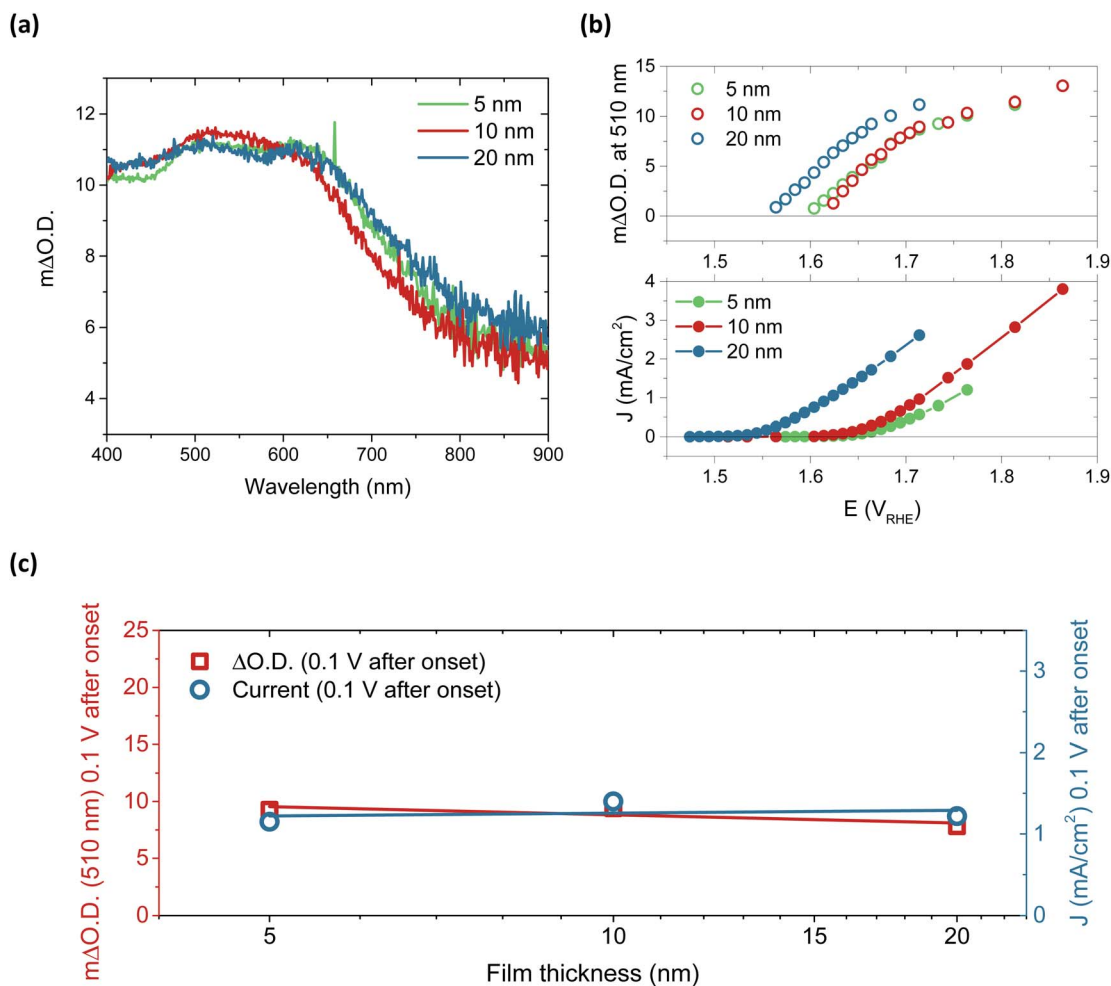 (a)
12
10
8
6
4
mΔO.D.
5 nm
10 nm
20 nm
400 500 600 700 800 900
Wavelength (nm)
(b)
15
10
5
0
mΔO.D. at 510 nm
5 nm
10 nm
20 nm
1.5 1.6 1.7 1.8 1.9
4
3
2
1
0
J (mA/cm²)
5 nm
10 nm
20 nm
1.5 1.6 1.7 1.8 1.9
E (V_RHE)
(c)
25
20
15
10
5
0
mΔO.D. (510 nm) 0.1 V after onset
ΔO.D. (0.1 V after onset)
Current (0.1 V after onset)
3
2
1
0
J (mA/cm²) 0.1 V after onset
5 10 15 20
Film thickness (nm)